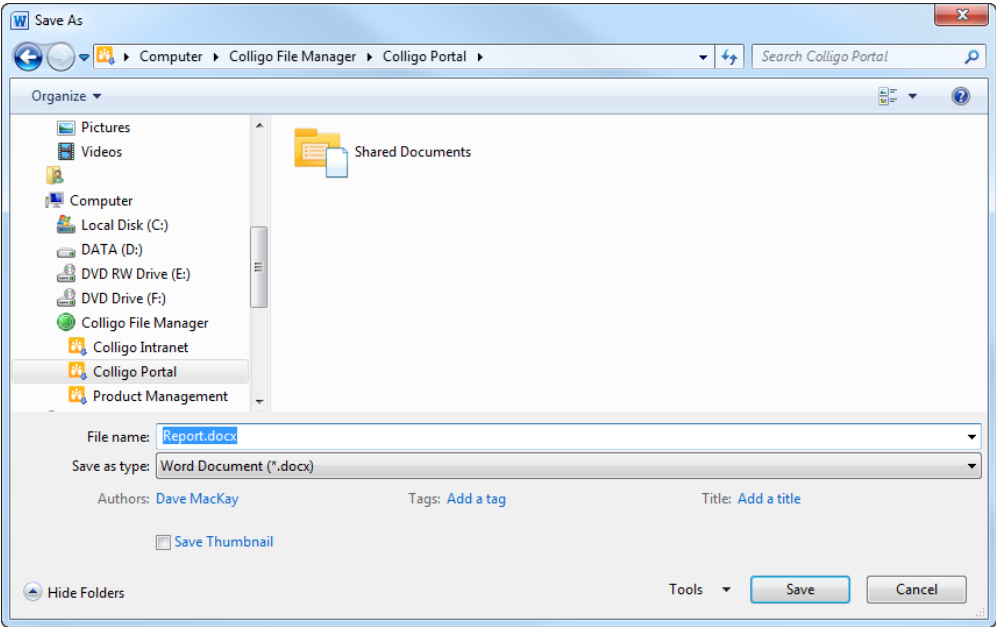 W Save As
Computer Colligo File Manager Colligo Portal
Search Colligo Portal
Organize
Pictures
Videos
Computer
Local Disk (C:)
DATA (D:)
DVD RW Drive (E:)
DVD Drive (F:)
Colligo File Manager
Colligo Intranet
Colligo Portal
Product Management
Shared Documents
File name: Report.docx
Save as type: Word Document (*.docx)
Authors: Dave MacKay Tags: Add a tag Title: Add a title
Save Thumbnail
Hide Folders Tools Save Cancel